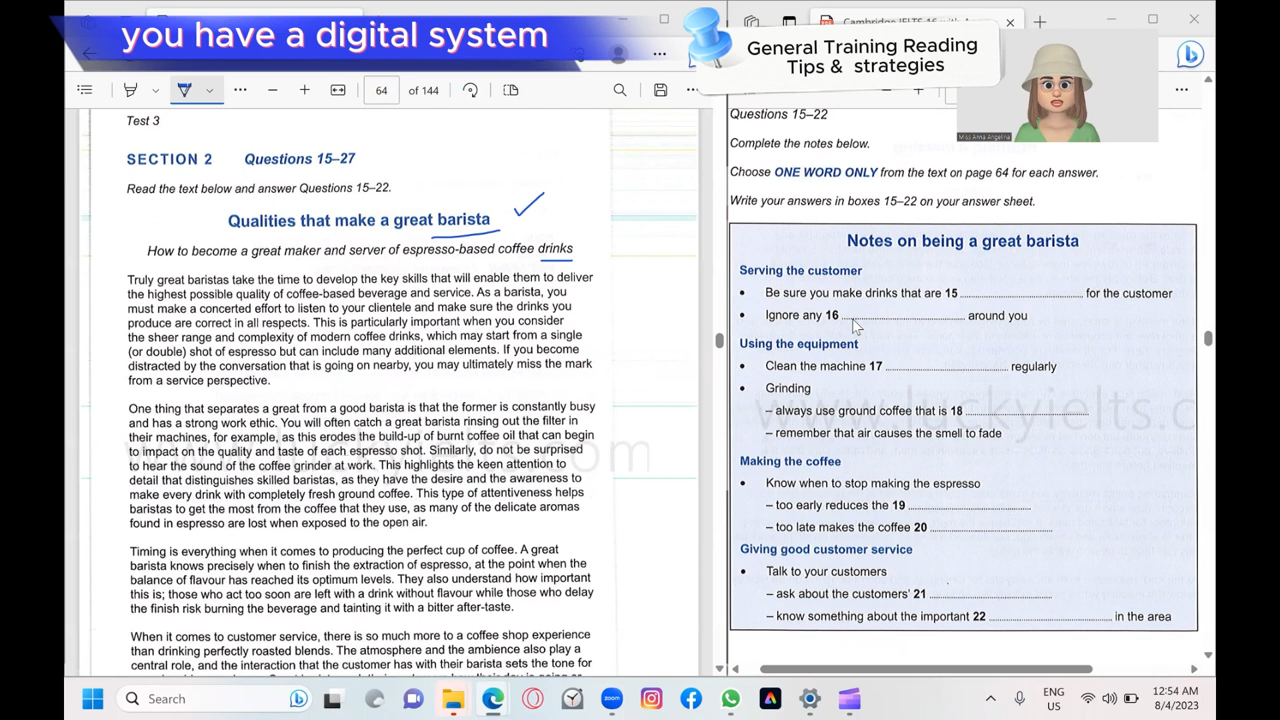 you have a digital system
General Training Reading
Tips & strategies
Miss Anna Angelina
64 of 144
Test 3
SECTION 2 Questions 15–27
Read the text below and answer Questions 15–22.
Qualities that make a great barista
How to become a great maker and server of espresso-based coffee drinks
Truly great baristas take the time to develop the key skills that will enable them to deliver
the highest possible quality of coffee-based beverage and service. As a barista, you
must make a concerted effort to listen to your clientele and make sure the drinks you
produce are correct in all respects. This is particularly important when you consider
the sheer range and complexity of modern coffee drinks, which may start from a single
(or double) shot of espresso but can include many additional elements. If you become
distracted by the conversation that is going on nearby, you may ultimately miss the mark
from a service perspective.
One thing that separates a great from a good barista is that the former is constantly busy
and has a strong work ethic. You will often catch a great barista rinsing out the filter in
their machines, for example, as this erodes the build-up of burnt coffee oil that can begin
to impact on the quality and taste of each espresso shot. Similarly, do not be surprised
to hear the sound of the coffee grinder at work. This highlights the keen attention to
detail that distinguishes skilled baristas, as they have the desire and the awareness to
make every drink with completely fresh ground coffee. This type of attentiveness helps
baristas to get the most from the coffee that they use, as many of the delicate aromas
found in espresso are lost when exposed to the open air.
Timing is everything when it comes to producing the perfect cup of coffee. A great
barista knows precisely when to finish the extraction of espresso, at the point when the
balance of flavour has reached its optimum levels. They also understand how important
this is; those who act too soon are left with a drink without flavour while those who delay
the finish risk burning the beverage and tainting it with a bitter after-taste.
When it comes to customer service, there is so much more to a coffee shop experience
than drinking perfectly roasted blends. The atmosphere and the ambience also play a
central role, and the interaction that the customer has with their barista sets the tone for
Questions 15–22
Complete the notes below.
Choose ONE WORD ONLY from the text on page 64 for each answer.
Write your answers in boxes 15–22 on your answer sheet.
Notes on being a great barista
Serving the customer
• Be sure you make drinks that are 15 .............................. for the customer
• Ignore any 16 .............................. around you
Using the equipment
• Clean the machine 17 .............................. regularly
• Grinding
– always use ground coffee that is 18 ..............................
– remember that air causes the smell to fade
Making the coffee
• Know when to stop making the espresso
– too early reduces the 19 ..............................
– too late makes the coffee 20 ..............................
Giving good customer service
• Talk to your customers
– ask about the customers' 21 ..............................
– know something about the important 22 .............................. in the area
www.luckyielts.c
Search
zoom
ENG
US
12:54 AM
8/4/2023